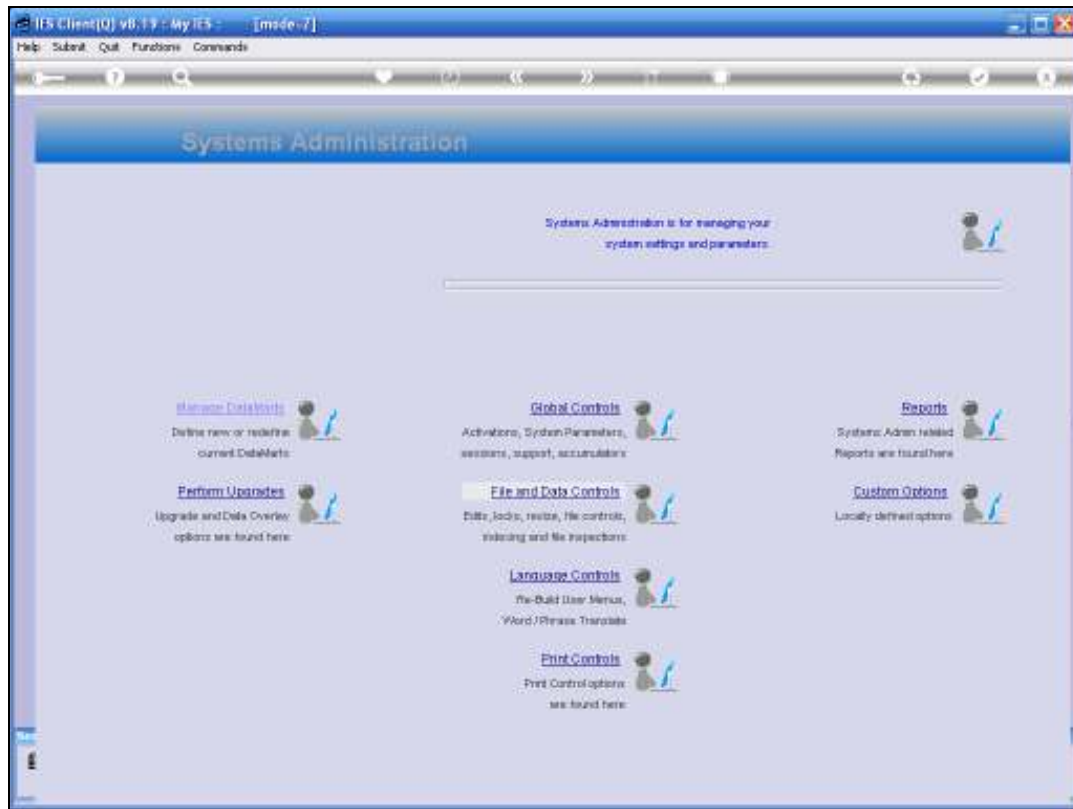 IES Client(Q) v8.19 : My IES : [mode-7]
Help Submit Quit Functions Commands
Systems Administration
Systems Administration is for managing your
system settings and parameters.
Manage DataMarts
Define new or redefine
current DataMarts
Global Controls
Activations, System Parameters,
sessions, support, accumulators
Reports
Systems Admin related
Reports are found here
Perform Upgrades
Upgrade and Data Overlay
options are found here
File and Data Controls
Edits, locks, resize, file controls,
indexing and file inspections
Custom Options
Locally defined options
Language Controls
Re-Build User Menus,
Word / Phrase Translate
Print Controls
Print Control options
are found here